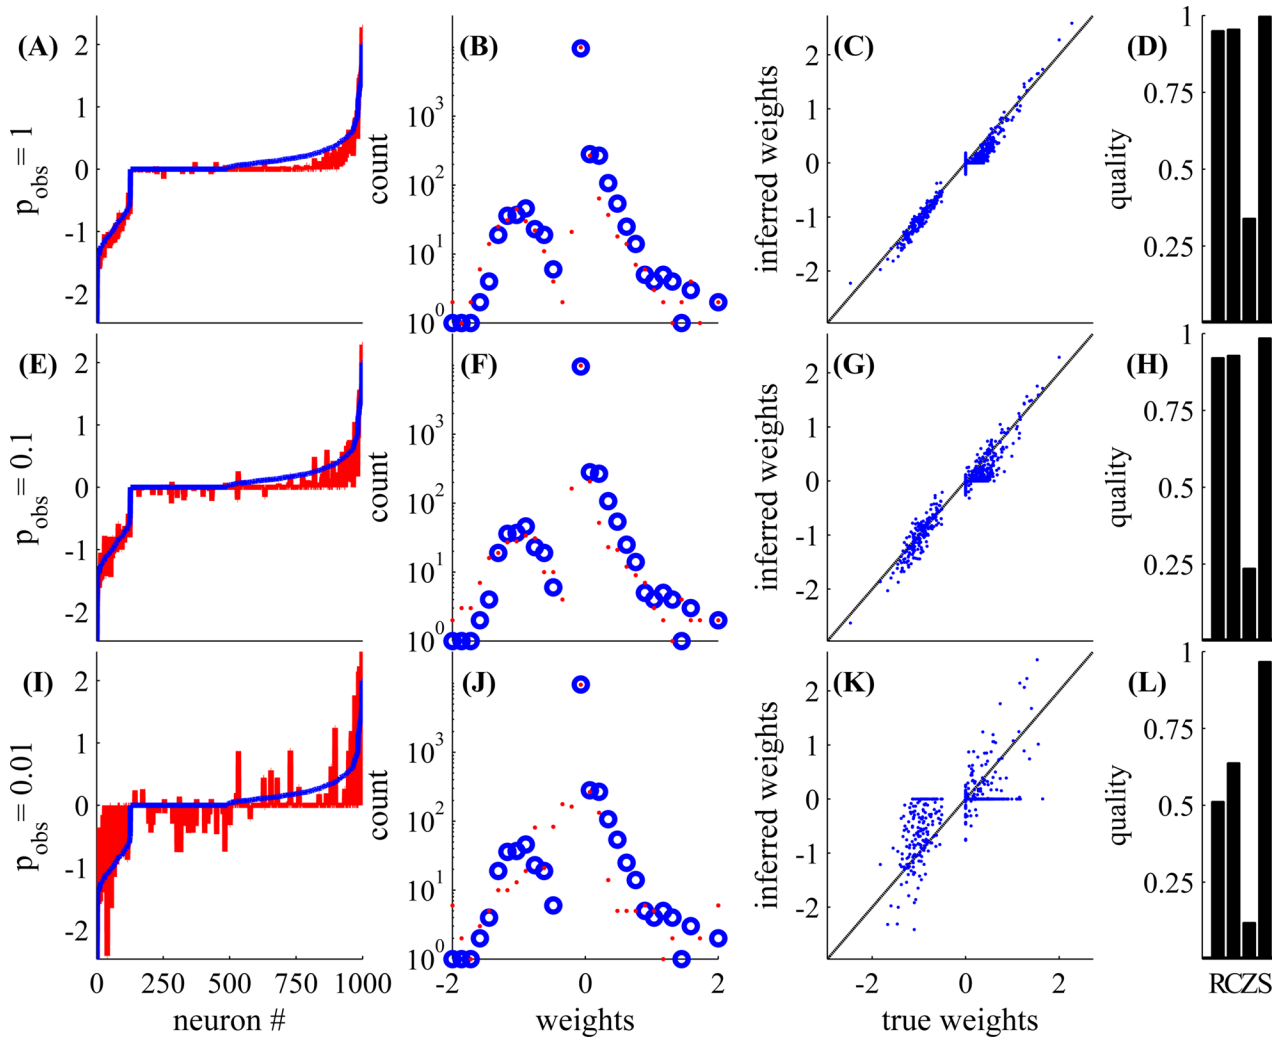 (A)
p_obs = 1
2
1
0
-1
-2
(B)
count
10^3
10^2
10^1
10^0
(C)
inferred weights
2
1
0
-1
-2
(D)
quality
1
0.75
0.5
0.25
(E)
p_obs = 0.1
2
1
0
-1
-2
(F)
count
10^3
10^2
10^1
10^0
(G)
inferred weights
2
1
0
-1
-2
(H)
quality
1
0.75
0.5
0.25
(I)
p_obs = 0.01
2
1
0
-1
-2
0 250 500 750 1000
neuron #
(J)
count
10^3
10^2
10^1
10^0
-2 0 2
weights
(K)
inferred weights
2
1
0
-1
-2
-2 0 2
true weights
(L)
quality
1
0.75
0.5
0.25
RCZS